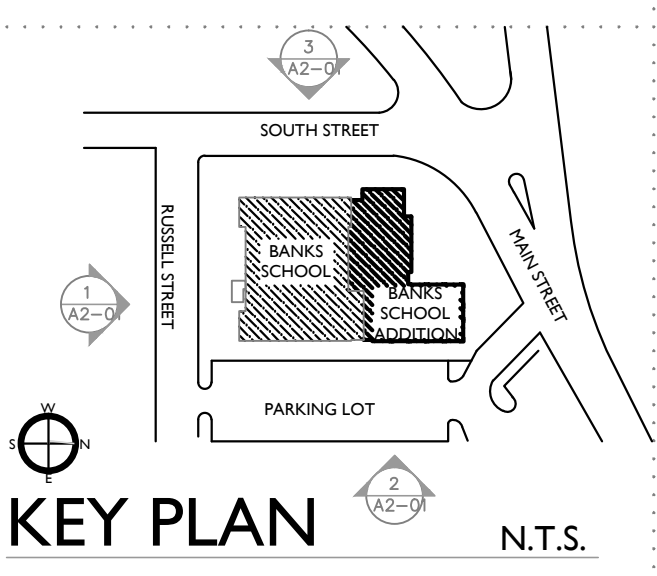 3
A2-01
SOUTH STREET
RUSSELL STREET
BANKS
SCHOOL
MAIN STREET
1
A2-01
BANKS
SCHOOL
ADDITION
PARKING LOT
W
S
N
E
2
A2-01
KEY PLAN
N.T.S.